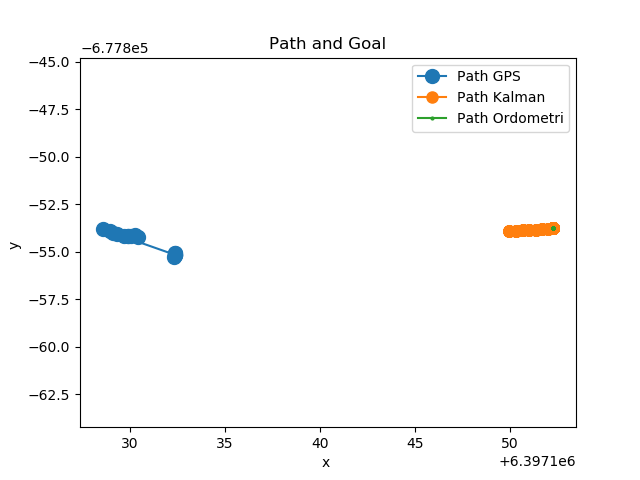 Path and Goal
−6.778e5
−45.0
−47.5
−50.0
−52.5
−55.0
−57.5
−60.0
−62.5
y
Path GPS
Path Kalman
Path Ordometri
30
35
40
45
50
x
+6.3971e6